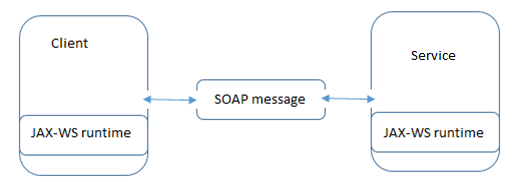 Client
Service
SOAP message
JAX-WS runtime
JAX-WS runtime